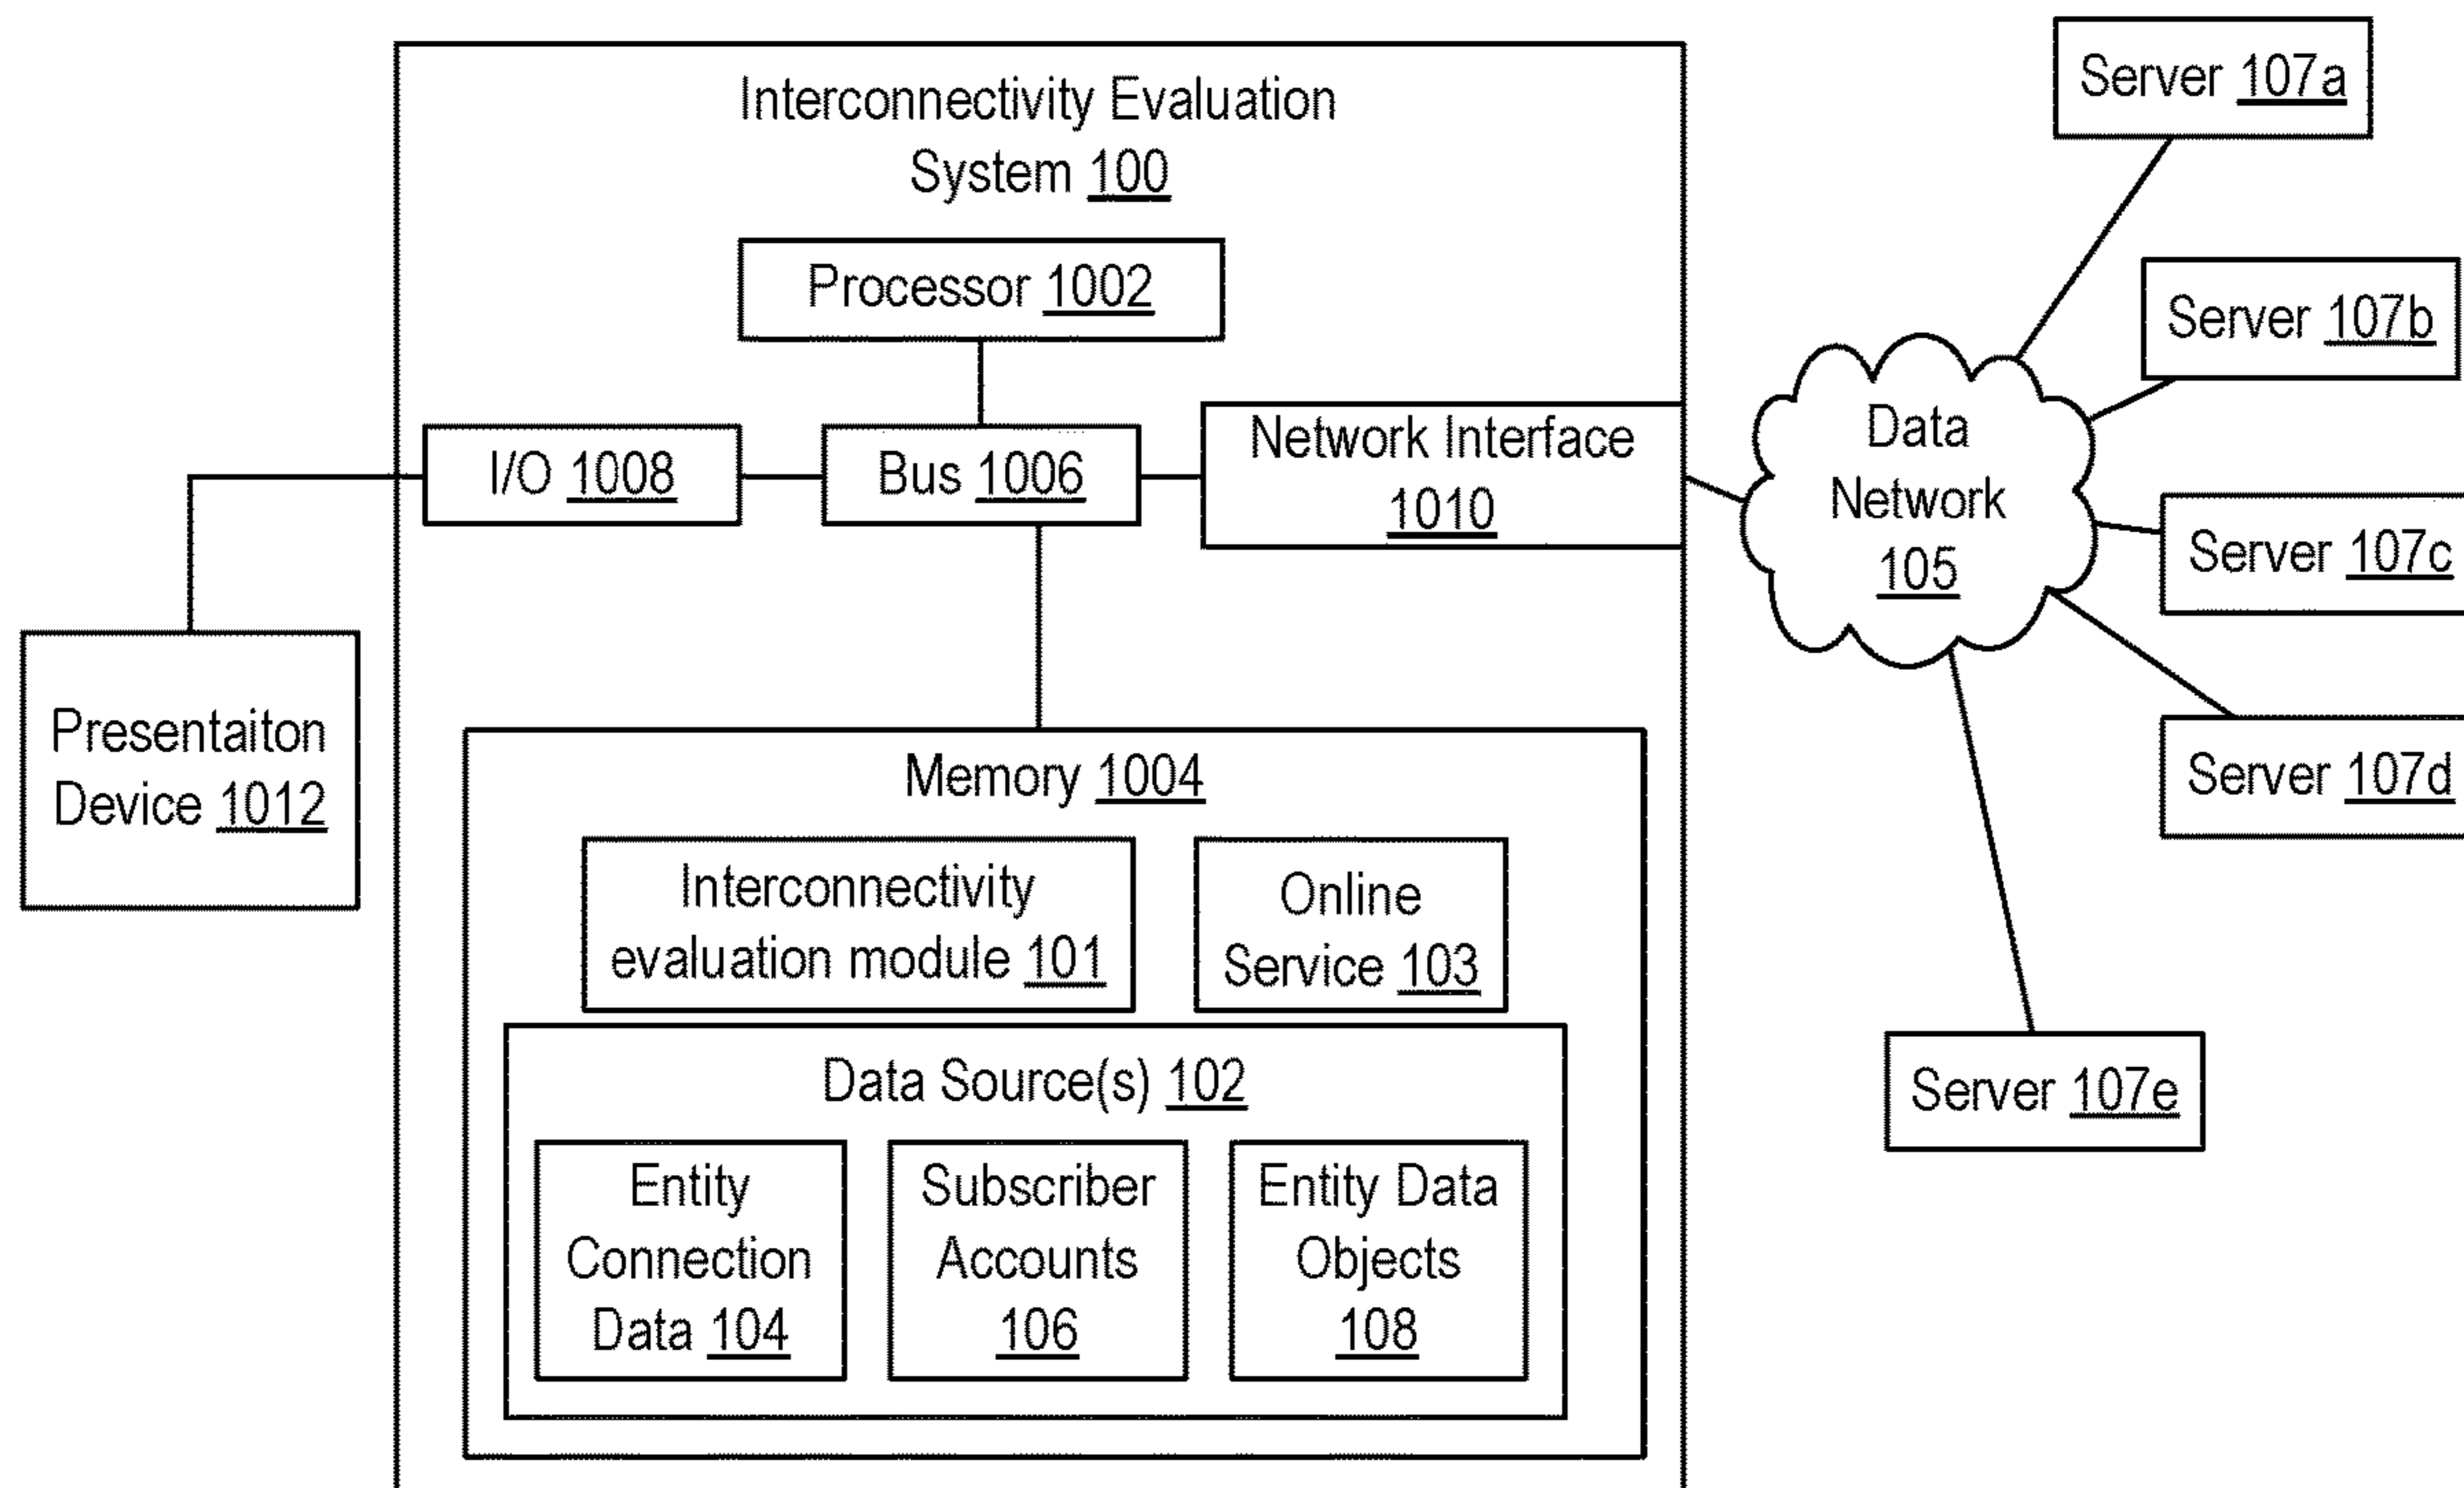 Interconnectivity Evaluation
System 100
Processor 1002
I/O 1008
Bus 1006
Network Interface
1010
Data
Network
105
Server 107a
Server 107b
Server 107c
Server 107d
Server 107e
Presentaiton
Device 1012
Memory 1004
Interconnectivity
evaluation module 101
Online
Service 103
Data Source(s) 102
Entity
Connection
Data 104
Subscriber
Accounts
106
Entity Data
Objects
108